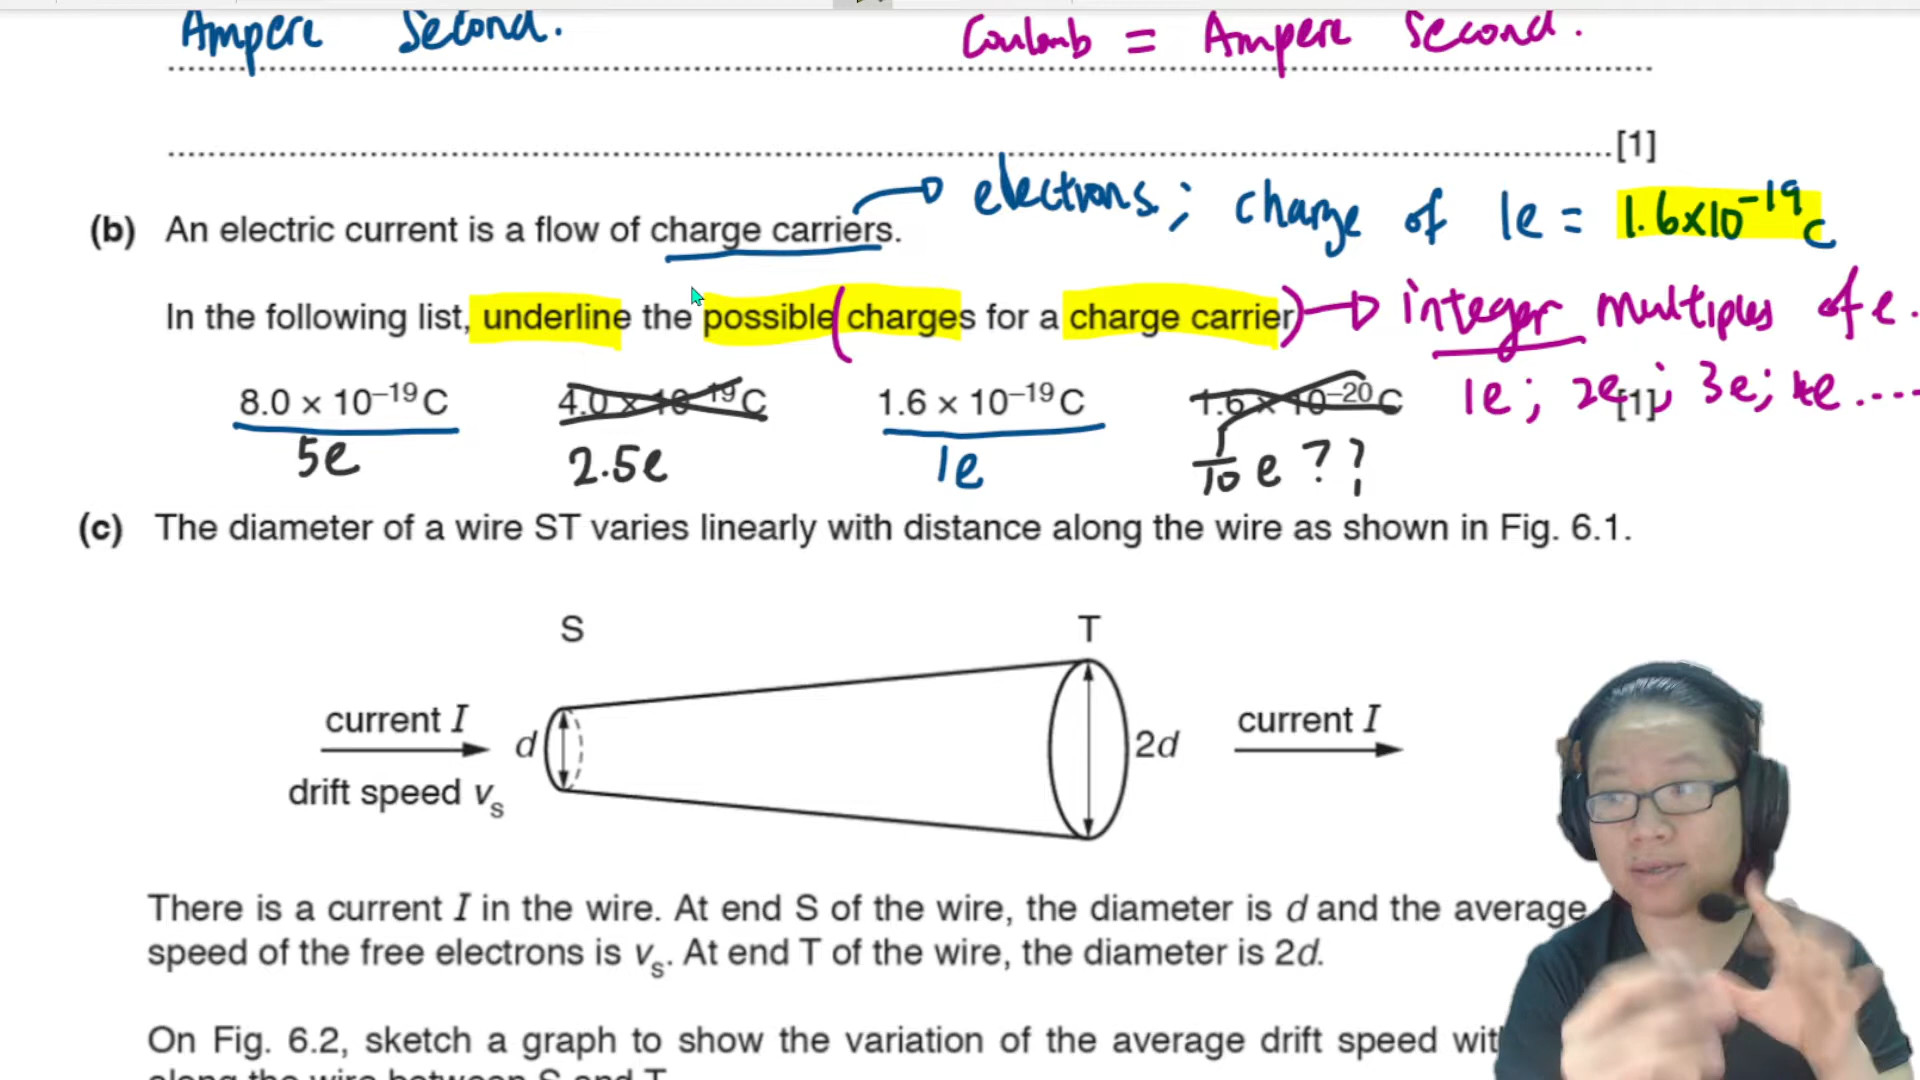 Ampere Second. Coulomb = Ampere Second.
[1]
electrons; charge of 1e = 1.6×10⁻¹⁹ C
(b) An electric current is a flow of charge carriers.
In the following list, underline the possible (charges for a charge carrier) → integer multiples of e.
8.0 × 10⁻¹⁹ C 4.0 × 10⁻¹⁹ C 1.6 × 10⁻¹⁹ C 1.6 × 10⁻²⁰ C 1e; 2e; 3e; 4e ....
[1]
5e 2.5e 1e 1/10 e ??
(c) The diameter of a wire ST varies linearly with distance along the wire as shown in Fig. 6.1.
S T
current I d 2d current I
drift speed vₛ
There is a current I in the wire. At end S of the wire, the diameter is d and the average
speed of the free electrons is vₛ. At end T of the wire, the diameter is 2d.
On Fig. 6.2, sketch a graph to show the variation of the average drift speed wit
along the wire between S and T